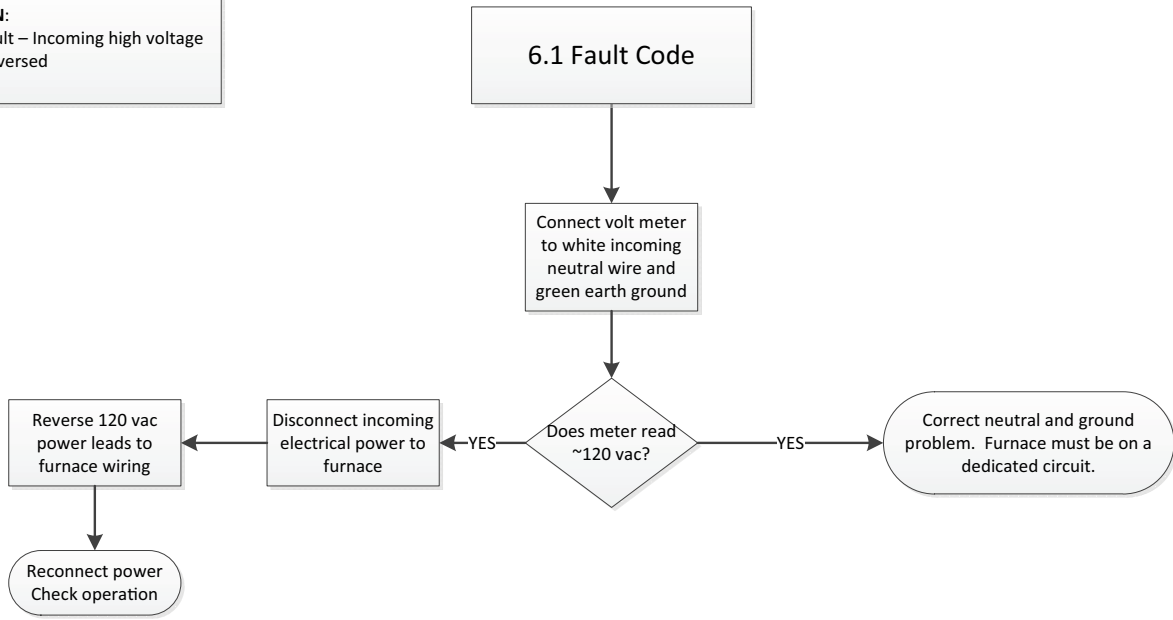 N:
ult – Incoming high voltage
versed
6.1 Fault Code
Connect volt meter
to white incoming
neutral wire and
green earth ground
Does meter read
~120 vac?
YES
YES
Disconnect incoming
electrical power to
furnace
Reverse 120 vac
power leads to
furnace wiring
Reconnect power
Check operation
Correct neutral and ground
problem.  Furnace must be on a
dedicated circuit.